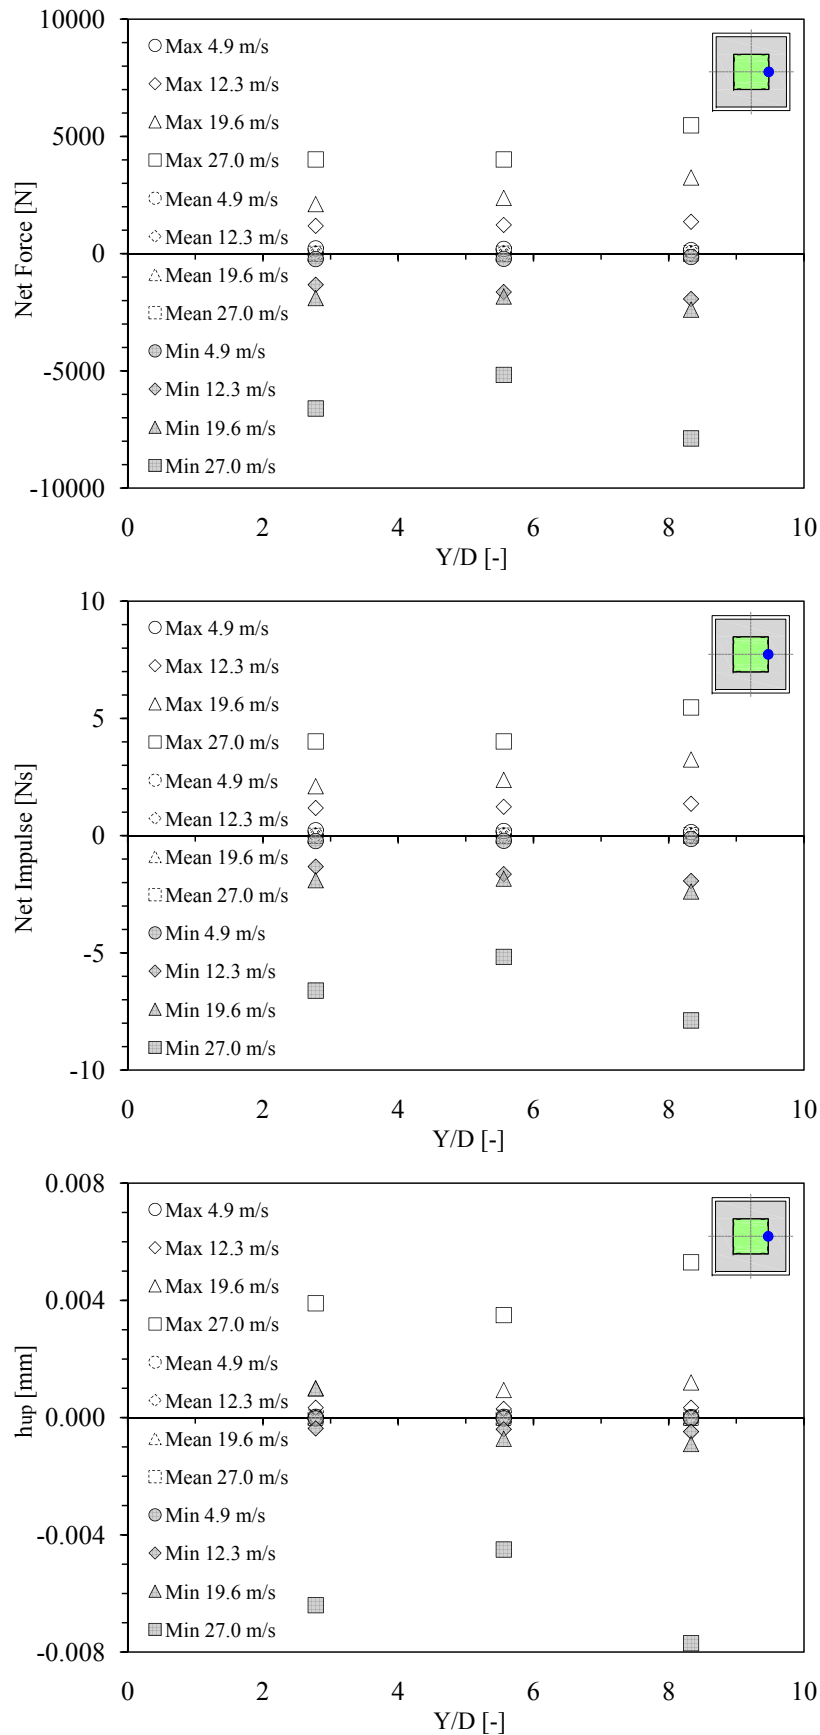 10000
Max 4.9 m/s
Max 12.3 m/s
Max 19.6 m/s
5000
Max 27.0 m/s
Mean 4.9 m/s
Mean 12.3 m/s
0
Mean 19.6 m/s
Mean 27.0 m/s
Min 4.9 m/s
-5000
Min 12.3 m/s
Min 19.6 m/s
Min 27.0 m/s
-10000
Net Force [N]
0 2 4 6 8 10
Y/D [-]
10
Max 4.9 m/s
Max 12.3 m/s
Max 19.6 m/s
5
Max 27.0 m/s
Mean 4.9 m/s
Mean 12.3 m/s
0
Mean 19.6 m/s
Mean 27.0 m/s
Min 4.9 m/s
-5
Min 12.3 m/s
Min 19.6 m/s
Min 27.0 m/s
-10
Net Impulse [Ns]
0 2 4 6 8 10
Y/D [-]
0.008
Max 4.9 m/s
Max 12.3 m/s
Max 19.6 m/s
0.004
Max 27.0 m/s
Mean 4.9 m/s
Mean 12.3 m/s
0.000
Mean 19.6 m/s
Mean 27.0 m/s
Min 4.9 m/s
-0.004
Min 12.3 m/s
Min 19.6 m/s
Min 27.0 m/s
-0.008
hup [mm]
0 2 4 6 8 10
Y/D [-]